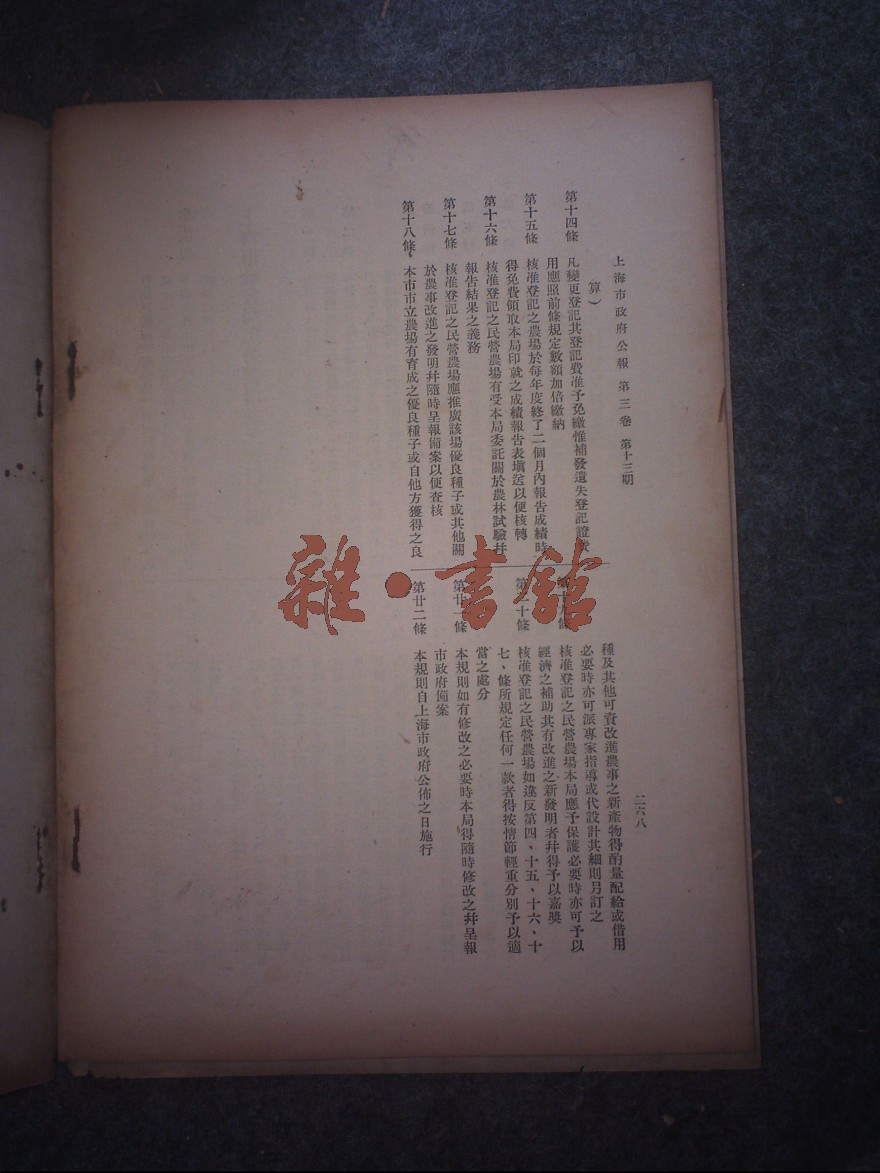 上海市政府公報 第三卷 第十三期
二六八
算)
第十四條 凡變更登記其登記費准予免繳惟補發遺失登記證
用應照前條規定數額加倍繳納
第十五條 核准登記之農場於每年度終了二個月內報告成績時
得免費領取本局印就之成績報告表填送以便核轉
第十六條 核准登記之民營農場有受本局委託關於農林試驗幷
報告結果之義務
第十七條 核准登記之民營農場應推廣該場優良種子或其他關
於農事改進之發明幷隨時呈報備案以便查核
第十八條 本市市立農場有育成之優良種子或自他方獲得之良
種及其他可資改進農事之新產物得酌量配給或借用
必要時亦可派專家指導或代設計其細則另訂之
核准登記之民營農場本局應予保護必要時亦可予以
經濟之補助其有改進之新發明者幷得予以嘉獎
核准登記之民營農場如違反第四、十五、十六、十
七、條所規定任何一款者得按情節輕重分別予以適
當之處分
第廿一條 本規則如有修改之必要時本局得隨時修改之幷呈報
市政府備案
第廿二條 本規則自上海市政府公佈之日施行
雜·書館